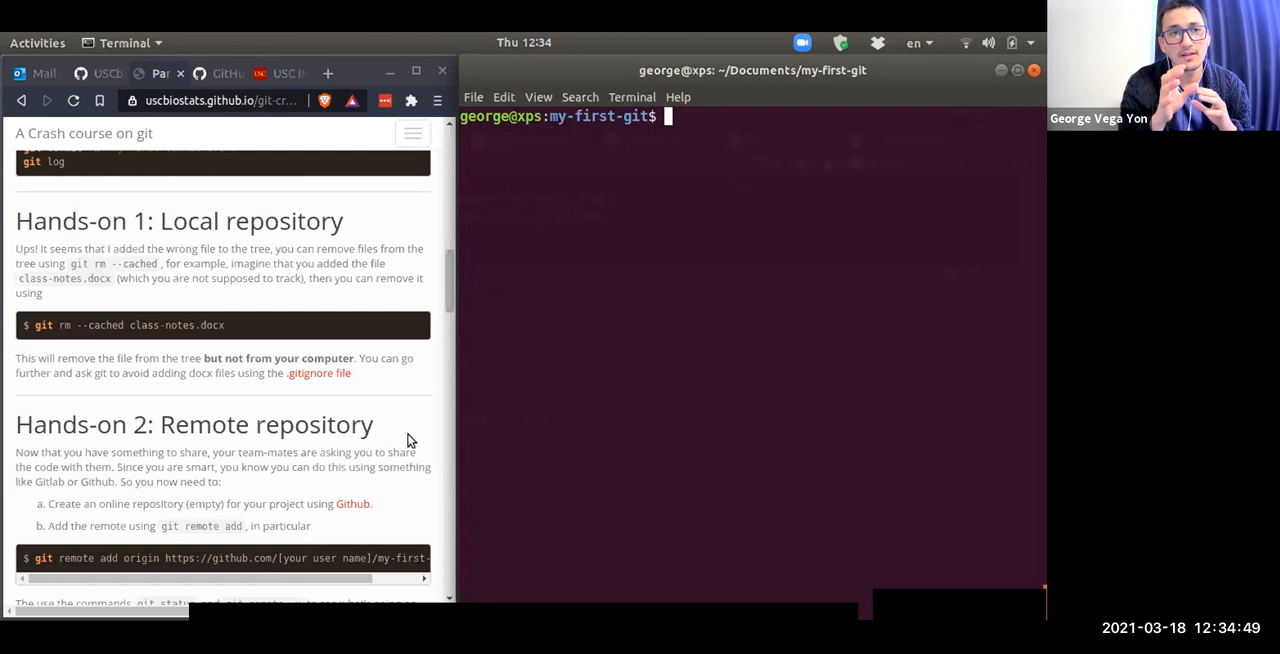 Activities Terminal Thu 12:34 en
Mail USCb Par GitHu USC I
uscbiostats.github.io/git-cr...
A Crash course on git
git log
Hands-on 1: Local repository
Ups! It seems that I added the wrong file to the tree, you can remove files from the
tree using git rm --cached, for example, imagine that you added the file
class-notes.docx (which you are not supposed to track), then you can remove it
using
$ git rm --cached class-notes.docx
This will remove the file from the tree but not from your computer. You can go
further and ask git to avoid adding docx files using the .gitignore file
Hands-on 2: Remote repository
Now that you have something to share, your team-mates are asking you to share
the code with them. Since you are smart, you know you can do this using something
like Gitlab or Github. So you now need to:
a. Create an online repository (empty) for your project using Github.
b. Add the remote using git remote add, in particular
$ git remote add origin https://github.com/[your user name]/my-first-
The use the commands git status
george@xps: ~/Documents/my-first-git
File Edit View Search Terminal Help
george@xps:my-first-git$
George Vega Yon
2021-03-18 12:34:49